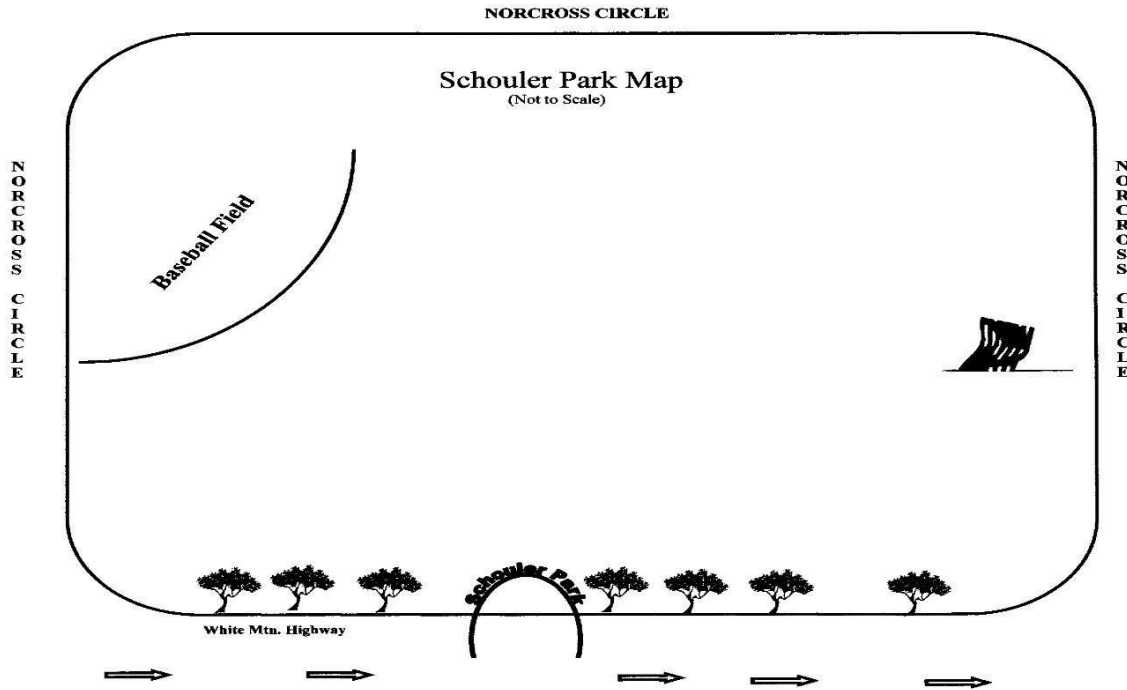 NORCROSS CIRCLE
Schouler Park Map
(Not to Scale)
NORCROSS CIRCLE
Baseball Field
NORCROSS CIRCLE
Schouler Park
White Mtn. Highway